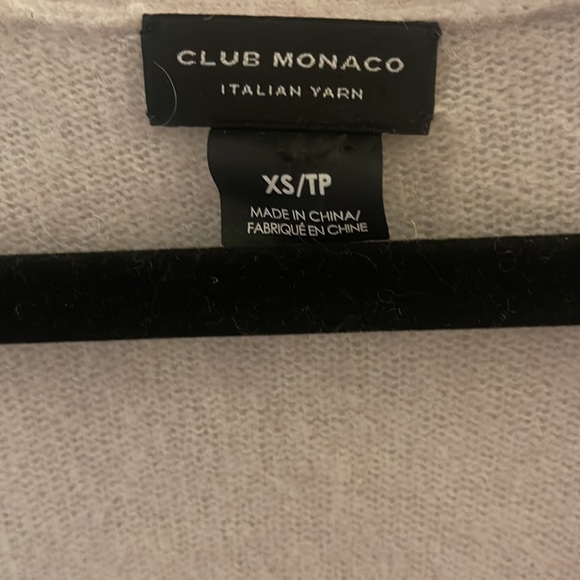 CLUB MONACO
ITALIAN YARN
XS/TP
MADE IN CHINA/
FABRIQUÉ EN CHINE